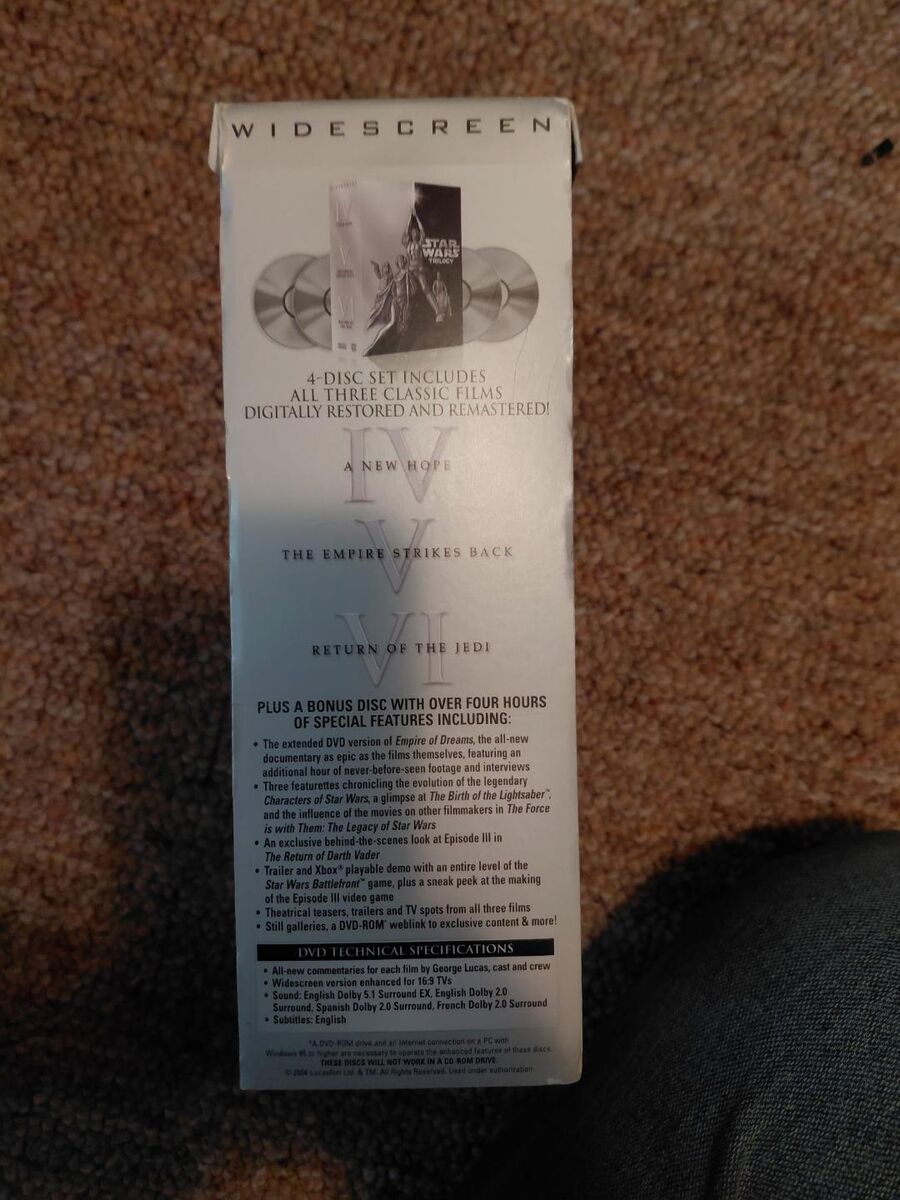 WIDESCREEN
STAR
WARS
TRILOGY
4-DISC SET INCLUDES
ALL THREE CLASSIC FILMS
DIGITALLY RESTORED AND REMASTERED!
IV
A NEW HOPE
V
THE EMPIRE STRIKES BACK
VI
RETURN OF THE JEDI
PLUS A BONUS DISC WITH OVER FOUR HOURS
OF SPECIAL FEATURES INCLUDING:
• The extended DVD version of Empire of Dreams, the all-new
documentary as epic as the films themselves, featuring an
additional hour of never-before-seen footage and interviews
• Three featurettes chronicling the evolution of the legendary
Characters of Star Wars, a glimpse at The Birth of the Lightsaber™,
and the influence of the movies on other filmmakers in The Force
is with Them: The Legacy of Star Wars
• An exclusive behind-the-scenes look at Episode III in
The Return of Darth Vader
• Trailer and Xbox® playable demo with an entire level of the
Star Wars Battlefront™ game, plus a sneak peek at the making
of the Episode III video game
• Theatrical teasers, trailers and TV spots from all three films
• Still galleries, a DVD-ROM* weblink to exclusive content & more!
DVD TECHNICAL SPECIFICATIONS
• All-new commentaries for each film by George Lucas, cast and crew
• Widescreen version enhanced for 16:9 TVs
• Sound: English Dolby 5.1 Surround EX, English Dolby 2.0
Surround, Spanish Dolby 2.0 Surround, French Dolby 2.0 Surround
• Subtitles: English
*A DVD-ROM drive and an Internet connection on a PC with
Windows 95 or higher are necessary to operate the enhanced features of these discs.
THESE DISCS WILL NOT WORK IN A CD-ROM DRIVE.
© 2004 Lucasfilm Ltd. & TM. All Rights Reserved. Used under authorization.